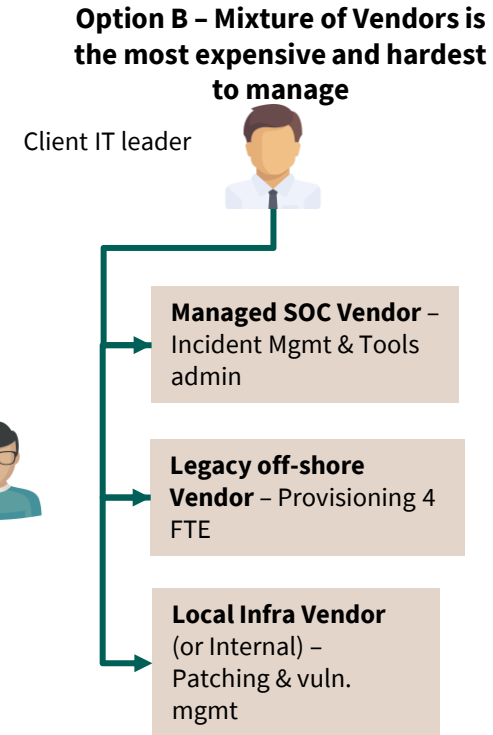 Option B – Mixture of Vendors is
the most expensive and hardest
to manage
Client IT leader
Managed SOC Vendor –
Incident Mgmt & Tools
admin
Legacy off-shore
Vendor – Provisioning 4
FTE
Local Infra Vendor
(or Internal) –
Patching & vuln.
mgmt